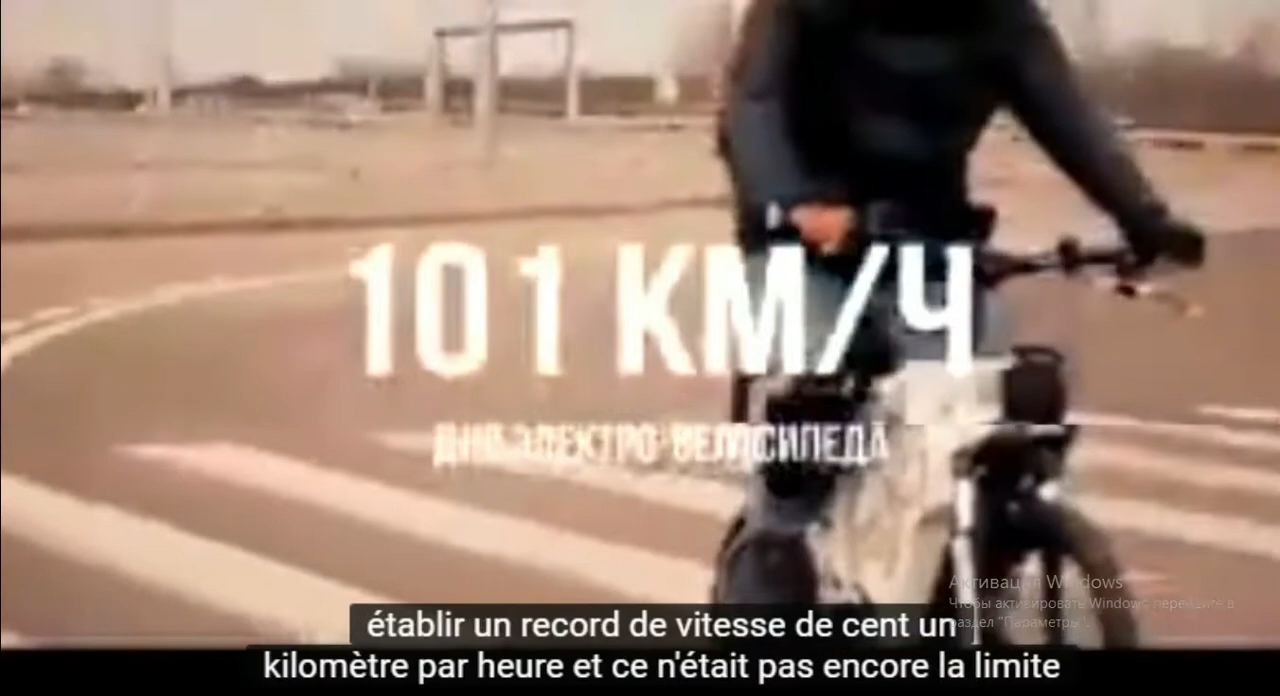 101 КМ/Ч
ДЛЯ ЭЛЕКТРО-ВЕЛОСИПЕДА
Активация Windows
Чтобы активировать Windows, перейдите в
раздел "Параметры".
établir un record de vitesse de cent un
kilomètre par heure et ce n'était pas encore la limite